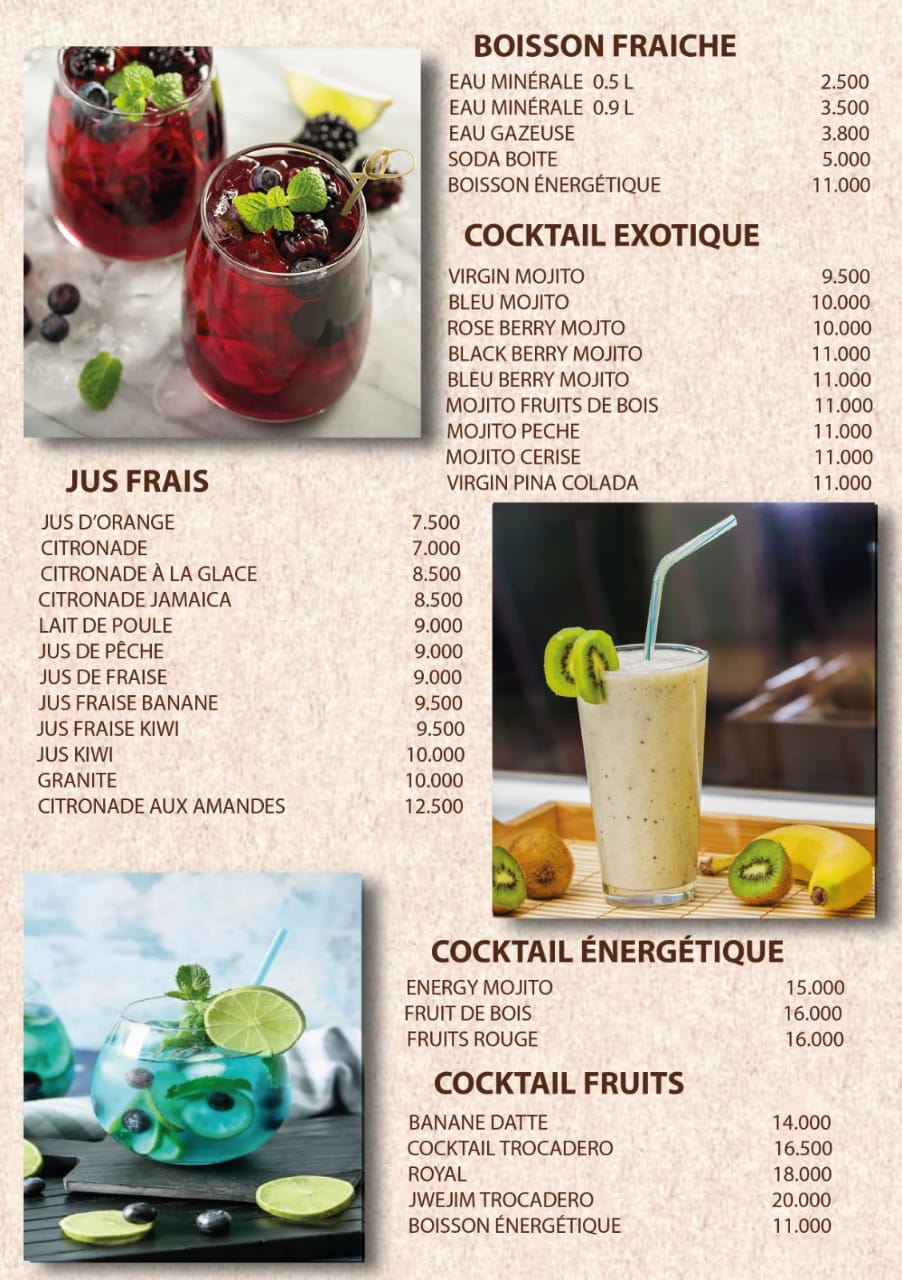 BOISSON FRAICHE
EAU MINÉRALE 0.5 L 2.500
EAU MINÉRALE 0.9 L 3.500
EAU GAZEUSE 3.800
SODA BOITE 5.000
BOISSON ÉNERGÉTIQUE 11.000
COCKTAIL EXOTIQUE
VIRGIN MOJITO 9.500
BLEU MOJITO 10.000
ROSE BERRY MOJTO 10.000
BLACK BERRY MOJITO 11.000
BLEU BERRY MOJITO 11.000
MOJITO FRUITS DE BOIS 11.000
MOJITO PECHE 11.000
MOJITO CERISE 11.000
VIRGIN PINA COLADA 11.000
JUS FRAIS
JUS D'ORANGE 7.500
CITRONADE 7.000
CITRONADE À LA GLACE 8.500
CITRONADE JAMAICA 8.500
LAIT DE POULE 9.000
JUS DE PÊCHE 9.000
JUS DE FRAISE 9.000
JUS FRAISE BANANE 9.500
JUS FRAISE KIWI 9.500
JUS KIWI 10.000
GRANITE 10.000
CITRONADE AUX AMANDES 12.500
COCKTAIL ÉNERGÉTIQUE
ENERGY MOJITO 15.000
FRUIT DE BOIS 16.000
FRUITS ROUGE 16.000
COCKTAIL FRUITS
BANANE DATTE 14.000
COCKTAIL TROCADERO 16.500
ROYAL 18.000
JWEJIM TROCADERO 20.000
BOISSON ÉNERGÉTIQUE 11.000